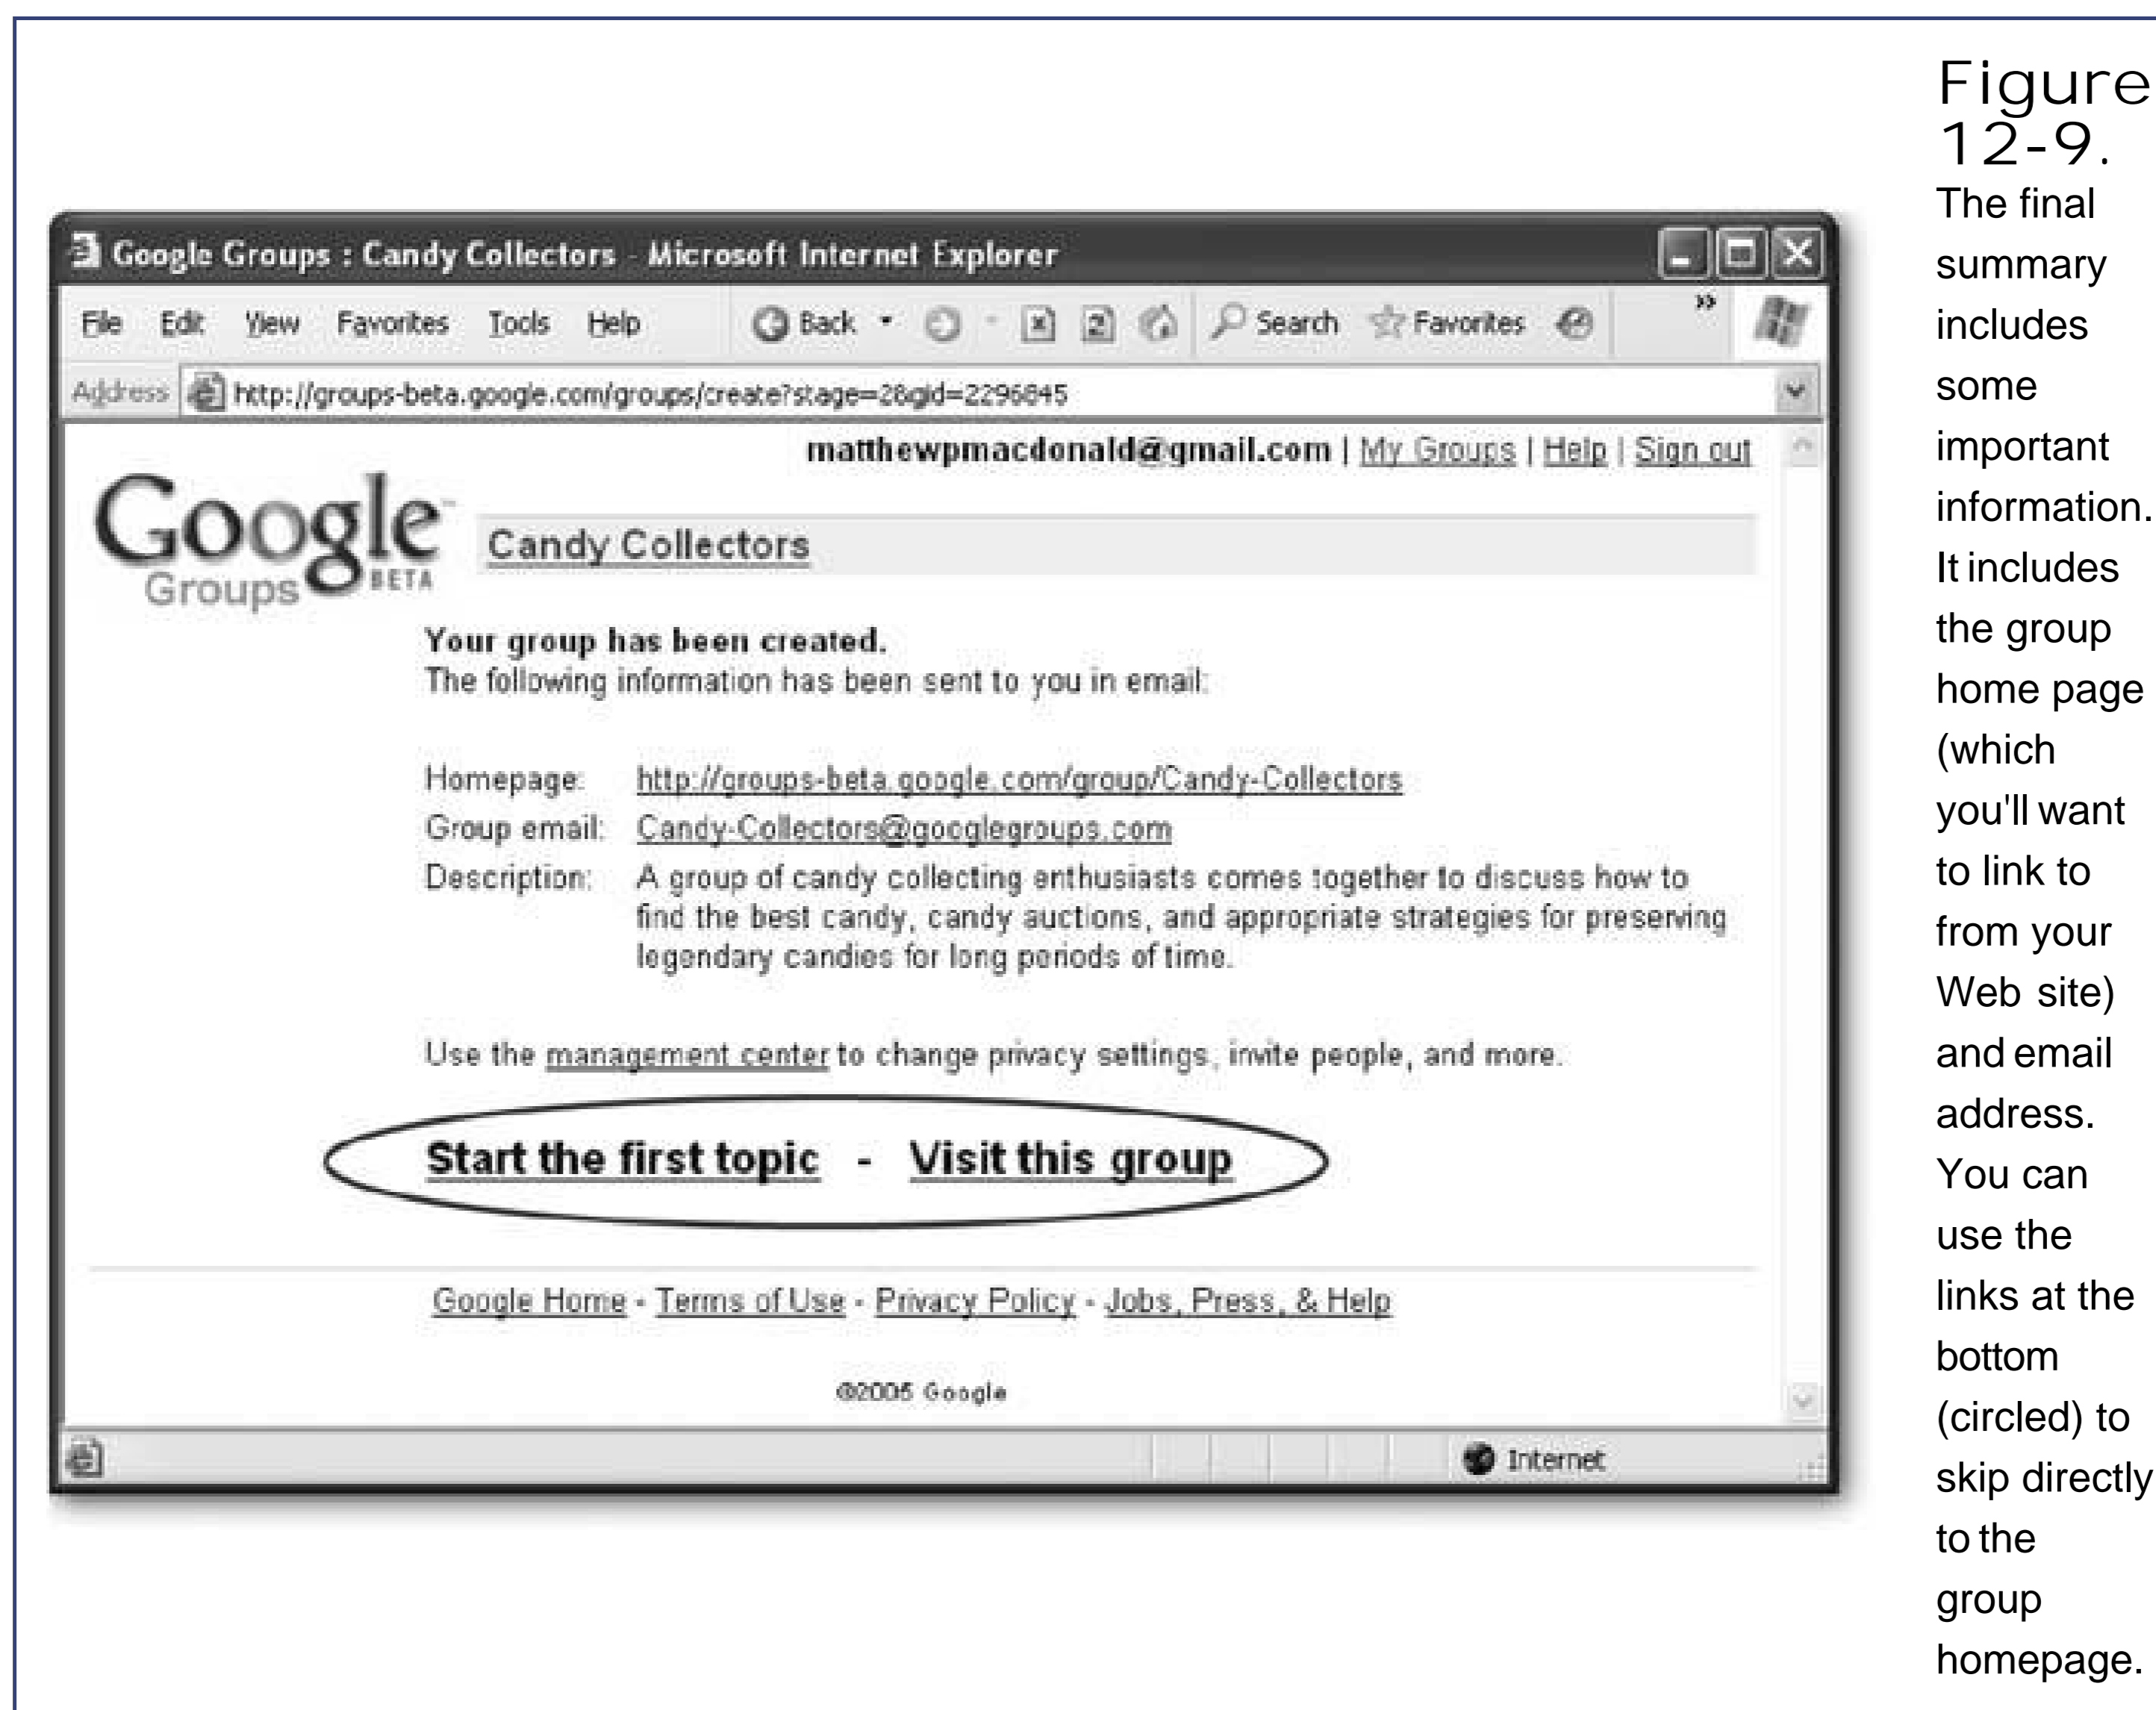 Google Groups : Candy Collectors - Microsoft Internet Explorer
File Edit View Favorites Tools Help Back Search Favorites »
Address http://groups-beta.google.com/groups/create?stage=2&gid=2296845
matthewpmacdonald@gmail.com | My Groups | Help | Sign out
Google™
Groups BETA
Candy Collectors
Your group has been created.
The following information has been sent to you in email:
Homepage: http://groups-beta.google.com/group/Candy-Collectors
Group email: Candy-Collectors@googlegroups.com
Description: A group of candy collecting enthusiasts comes together to discuss how to
find the best candy, candy auctions, and appropriate strategies for preserving
legendary candies for long periods of time.
Use the management center to change privacy settings, invite people, and more.
Start the first topic - Visit this group
Google Home - Terms of Use - Privacy Policy - Jobs, Press, & Help
©2005 Google
Internet
Figure
12-9.
The final
summary
includes
some
important
information.
It includes
the group
home page
(which
you'll want
to link to
from your
Web site)
and email
address.
You can
use the
links at the
bottom
(circled) to
skip directly
to the
group
homepage.